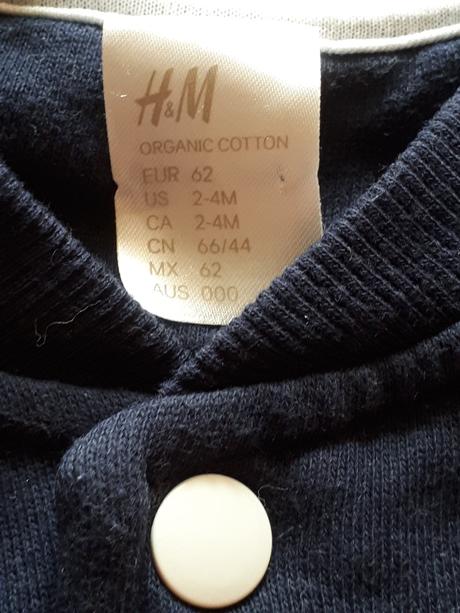 H&M
ORGANIC COTTON
EUR 62
US 2-4M
CA 2-4M
CN 66/44
MX 62
AUS 000